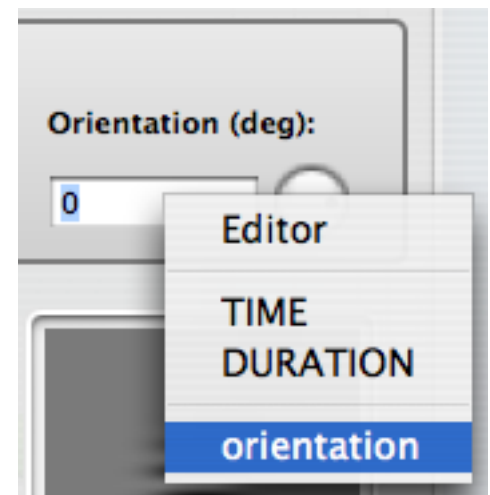 Orientation (deg):
0
Editor
TIME
DURATION
orientation